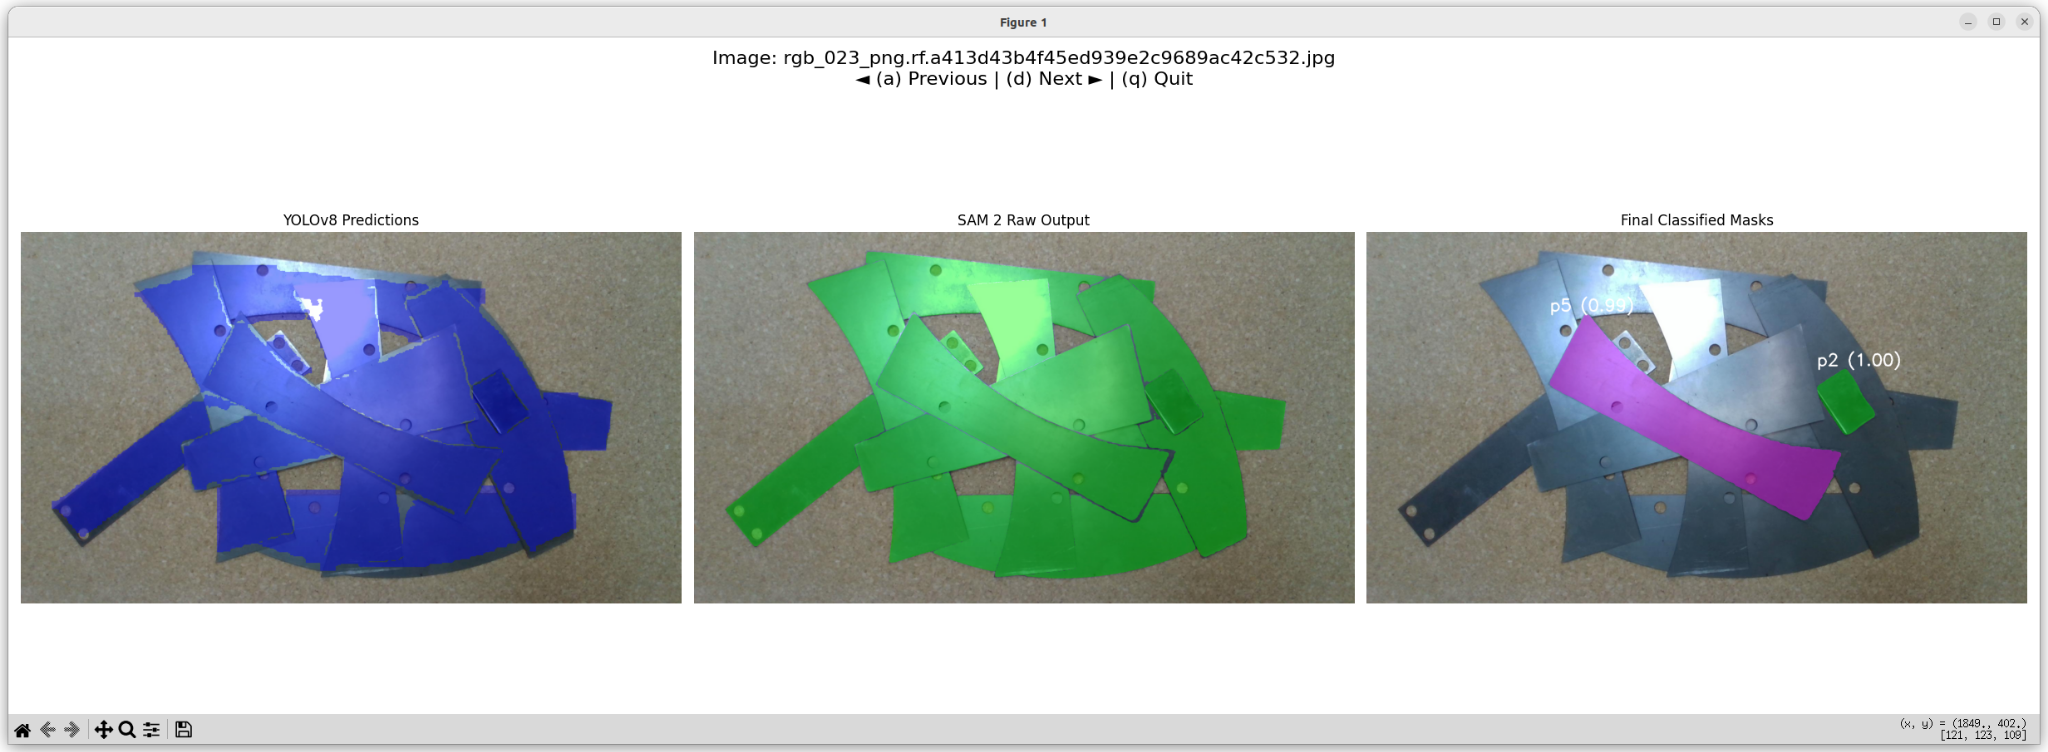 Figure 1
Image: rgb_023_png.rf.a413d43b4f45ed939e2c9689ac42c532.jpg
◄ (a) Previous | (d) Next ► | (q) Quit
YOLOv8 Predictions
SAM 2 Raw Output
Final Classified Masks
p5 (0.99)
p2 (1.00)
(x, y) = (1849., 402.)
[121, 123, 109]